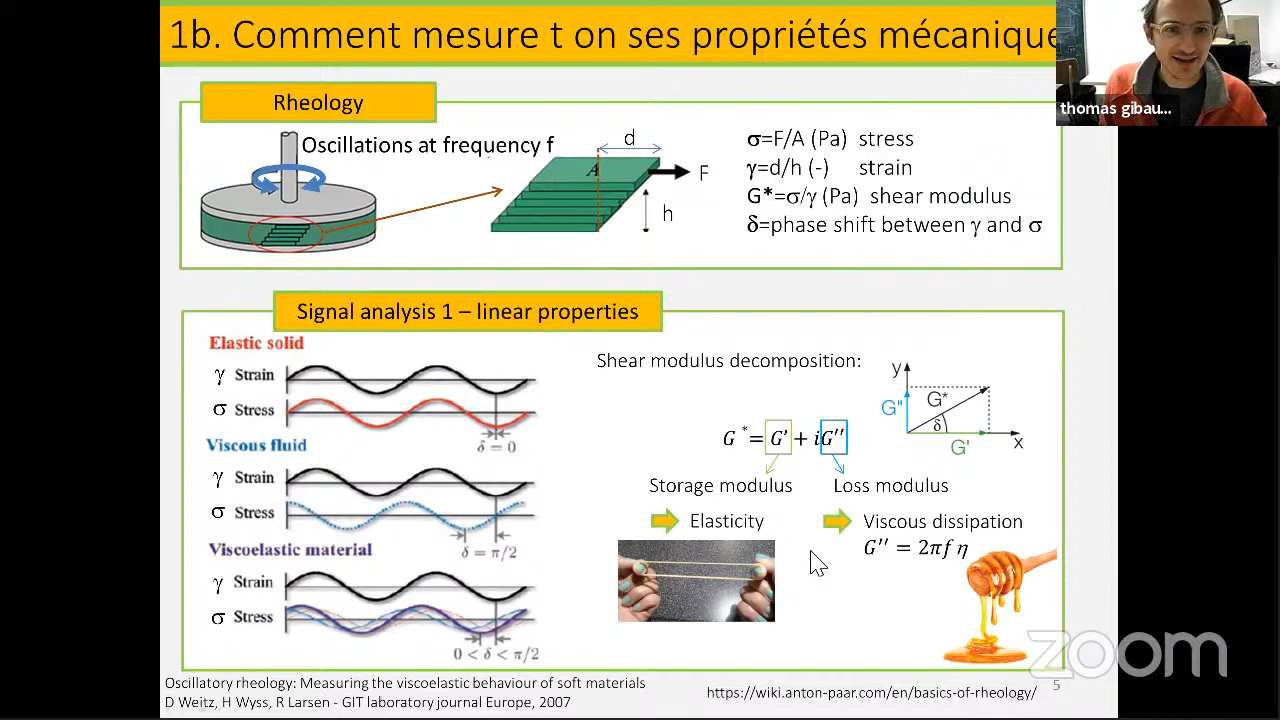 1b. Comment mesure t on ses propriétés mécanique
thomas gibau...
Rheology
Oscillations at frequency f
d
A
F
h
σ=F/A (Pa) stress
γ=d/h (-) strain
G*=σ/γ (Pa) shear modulus
δ=phase shift between γ and σ
Signal analysis 1 – linear properties
Elastic solid
γ Strain
σ Stress
δ = 0
Viscous fluid
γ Strain
σ Stress
δ = π/2
Viscoelastic material
γ Strain
σ Stress
0 < δ < π/2
Shear modulus decomposition:
y
G"
G*
δ
G'
x
G * = G' + iG''
Storage modulus
Loss modulus
Elasticity
Viscous dissipation
G'' = 2πf η
zoom
Oscillatory rheology: Measuring the viscoelastic behaviour of soft materials
D Weitz, H Wyss, R Larsen - GIT laboratory journal Europe, 2007
https://wiki.anton-paar.com/en/basics-of-rheology/
5